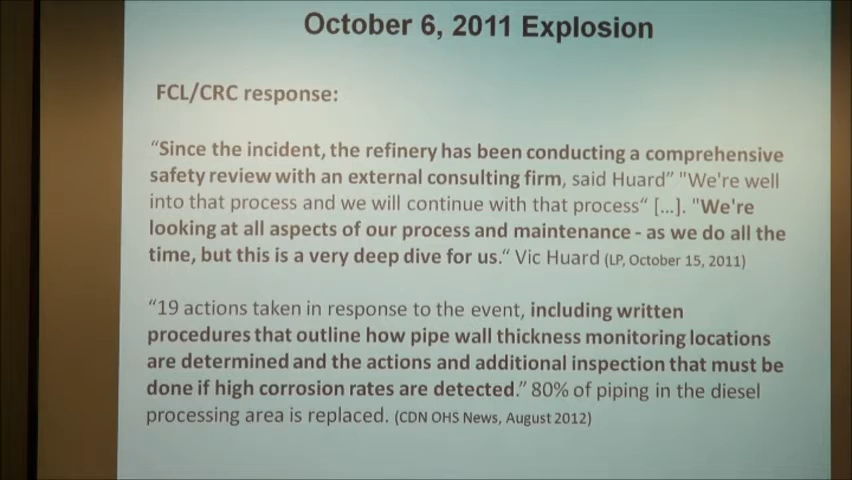 October 6, 2011 Explosion
FCL/CRC response:
“Since the incident, the refinery has been conducting a comprehensive
safety review with an external consulting firm, said Huard” "We're well
into that process and we will continue with that process“ [...]. "We're
looking at all aspects of our process and maintenance - as we do all the
time, but this is a very deep dive for us.“ Vic Huard (LP, October 15, 2011)
“19 actions taken in response to the event, including written
procedures that outline how pipe wall thickness monitoring locations
are determined and the actions and additional inspection that must be
done if high corrosion rates are detected.” 80% of piping in the diesel
processing area is replaced. (CDN OHS News, August 2012)